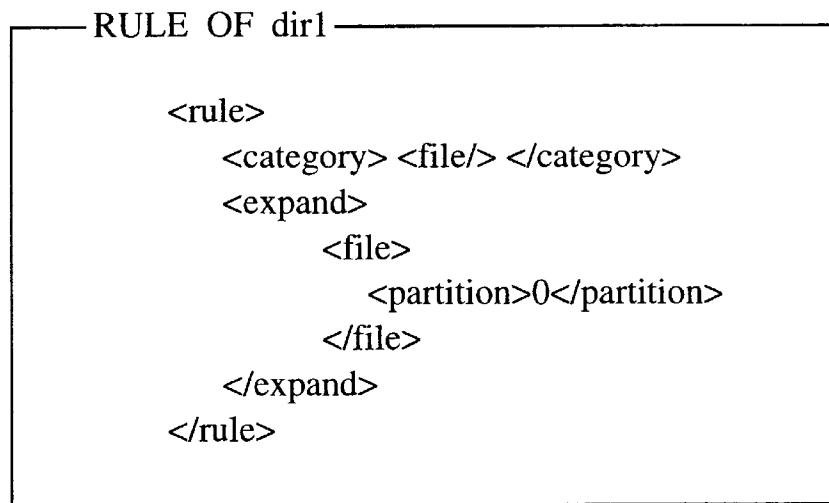 RULE OF dir1
<rule>
<category> <file/> </category>
<expand>
<file>
<partition>0</partition>
</file>
</expand>
</rule>